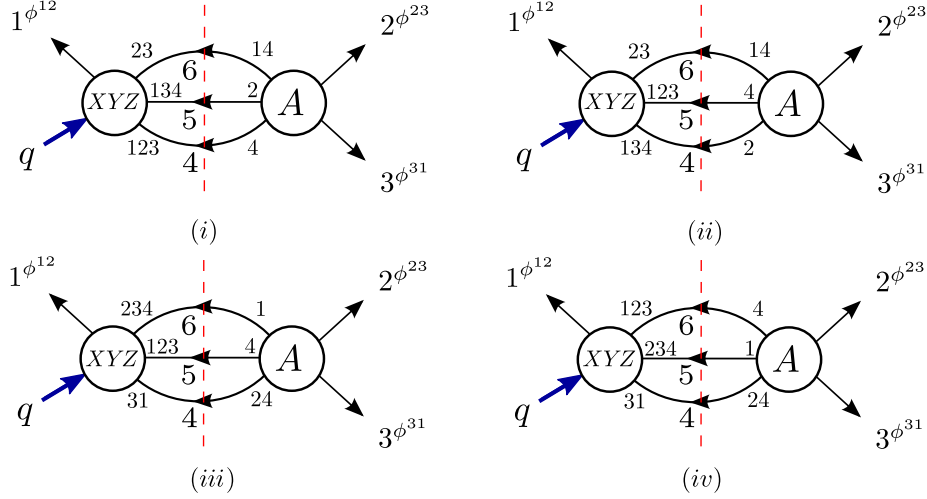 1^{ϕ^{12}} 2^{ϕ^{23}} 1^{ϕ^{12}} 2^{ϕ^{23}}
23 14 23 14
6 6
XYZ 134 2 A XYZ 123 4 A
5 5
q 123 4 q 134 2
4 4
3^{ϕ^{31}} 3^{ϕ^{31}}
(i) (ii)
1^{ϕ^{12}} 2^{ϕ^{23}} 1^{ϕ^{12}} 2^{ϕ^{23}}
234 1 123 4
6 6
XYZ 123 4 A XYZ 234 1 A
5 5
q 31 24 q 31 24
4 4
3^{ϕ^{31}} 3^{ϕ^{31}}
(iii) (iv)